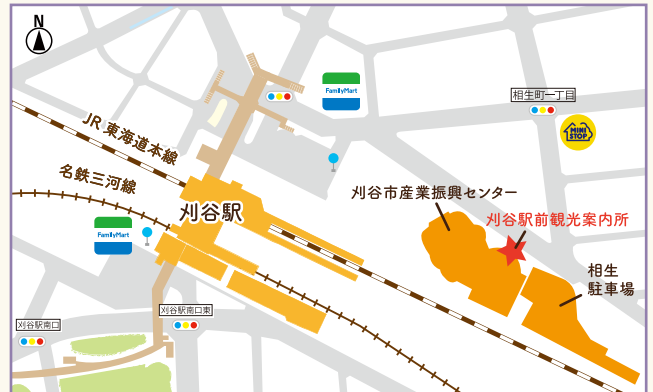 N
FamilyMart
相生町一丁目
MINI
STOP
JR 東海道本線
名鉄三河線
刈谷市産業振興センター
刈谷駅
刈谷駅前観光案内所
FamilyMart
相生
駐車場
刈谷駅南口東
刈谷駅南口